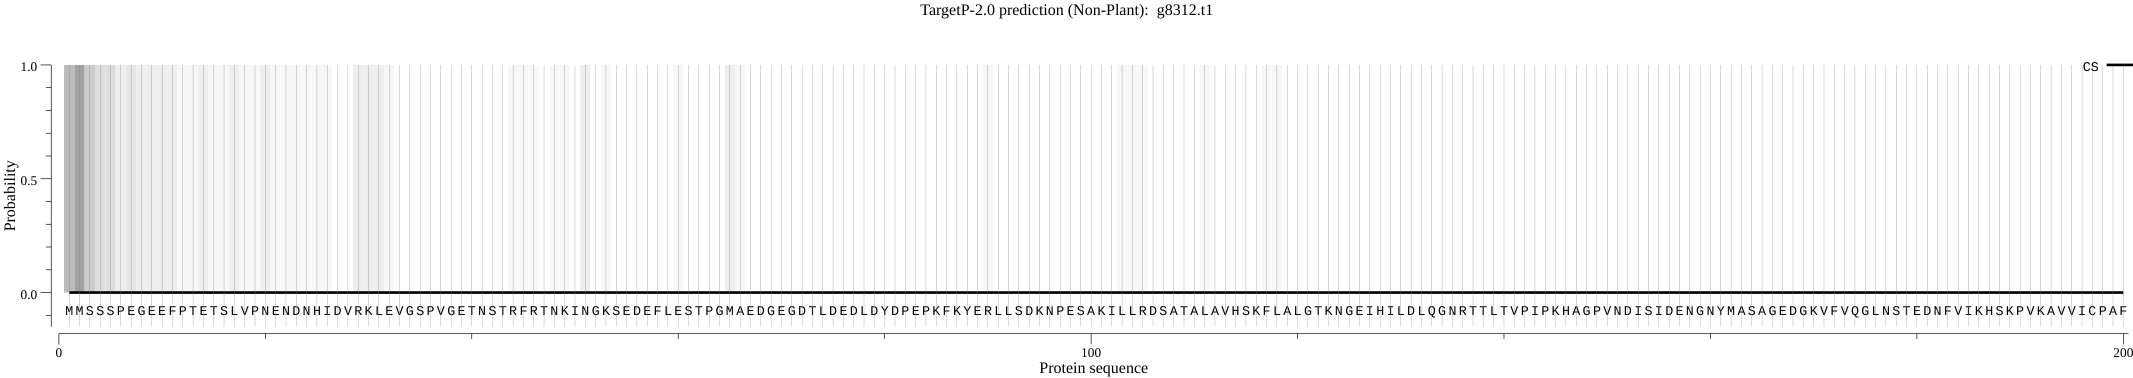 TargetP-2.0 prediction (Non-Plant): g8312.t1
1.0
CS
0.5
Probability
0.0
MMSSSPEGEEFPTETSLVPNENDNHIDVRKLEVGSPVGETNSTRFRTNKINGKSEDEFLESTPGMAEDGEGDTLDEDLDYDPEPKFKYERLLSDKNPESAKILLRDSATALAVHSKFLALGTKNGEIHILDLQGNRTTLTVPIPKHAGPVNDISIDENGNYMASAGEDGKVFVQGLNSTEDNFVIKHSKPVKAVVICPAF
0 100 200
Protein sequence